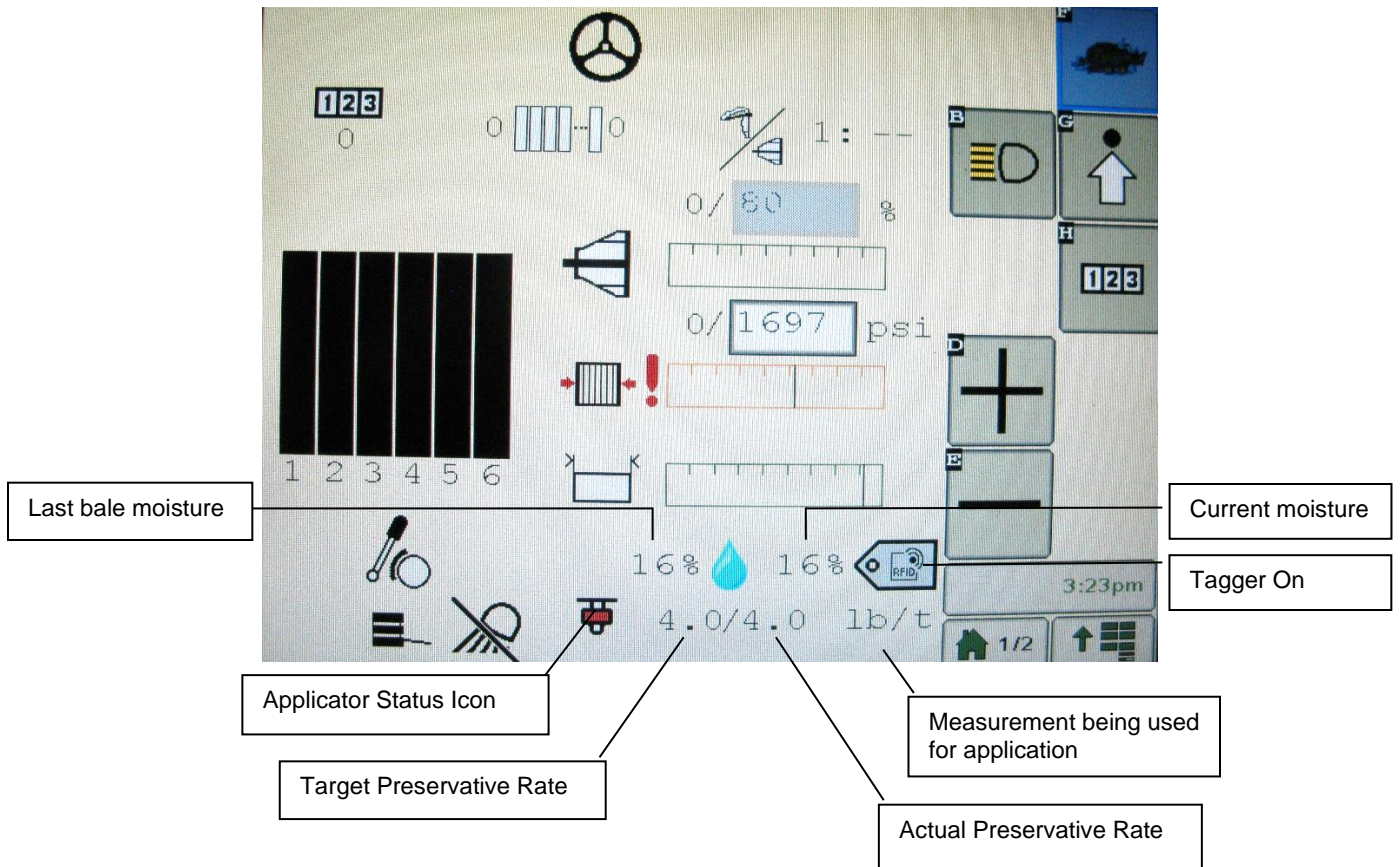 F
123
0
0
0
1:--
B
G
0/80 %
H
123
0/1697 psi
D
1 2 3 4 5 6
E
Last bale moisture
Current moisture
16%
16%
RFID
Tagger On
3:23pm
4.0/4.0 lb/t
1/2
Applicator Status Icon
Measurement being used
for application
Target Preservative Rate
Actual Preservative Rate